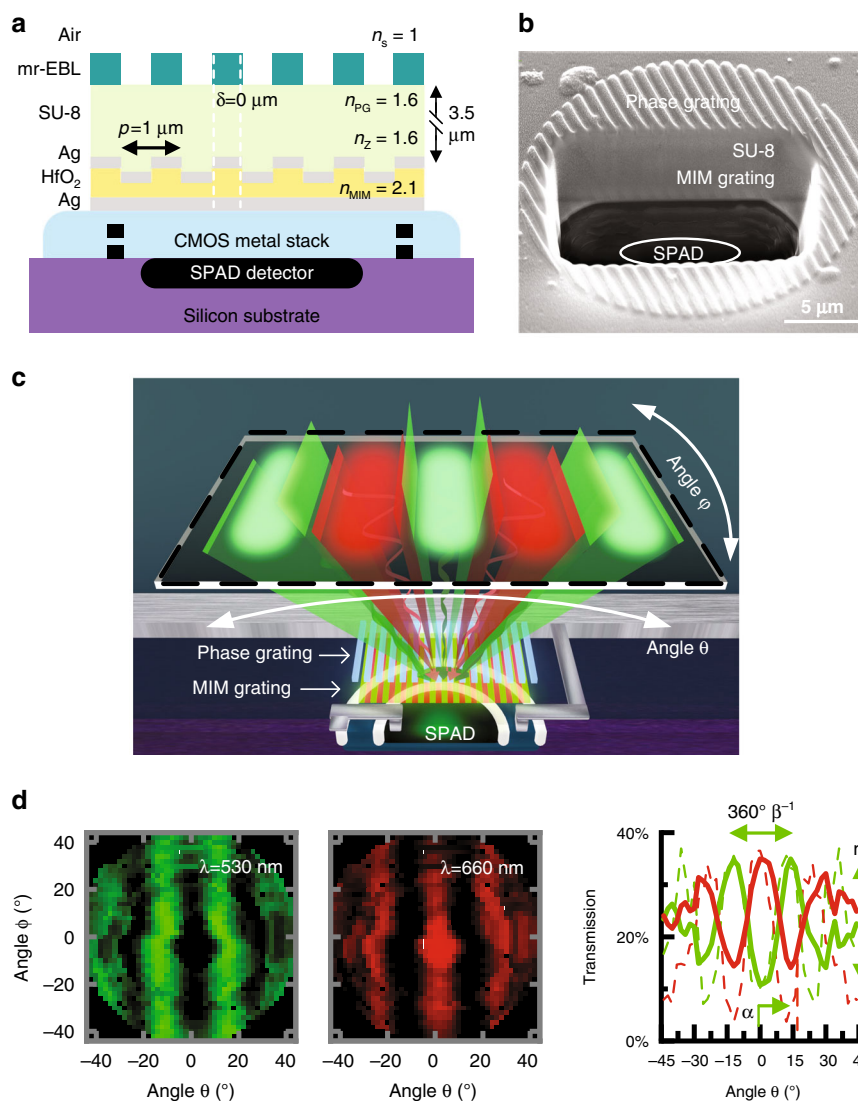 a
Air
n_s = 1
mr-EBL
SU-8
δ=0 μm
n_PG = 1.6
3.5
μm
p=1 μm
n_Z = 1.6
Ag
HfO₂
n_MIM = 2.1
Ag
CMOS metal stack
SPAD detector
Silicon substrate
b
Phase grating
SU-8
MIM grating
SPAD
5 μm
c
Angle φ
Angle θ
Phase grating
MIM grating
SPAD
d
λ=530 nm
λ=660 nm
Angle ϕ (°)
40
20
0
−20
−40
−40 −20 0 20 40
−40 −20 0 20 40
Angle θ (°)
Angle θ (°)
360° β⁻¹
Transmission
40%
20%
0%
α
−45 −30 −15 0 15 30
Angle θ (°)